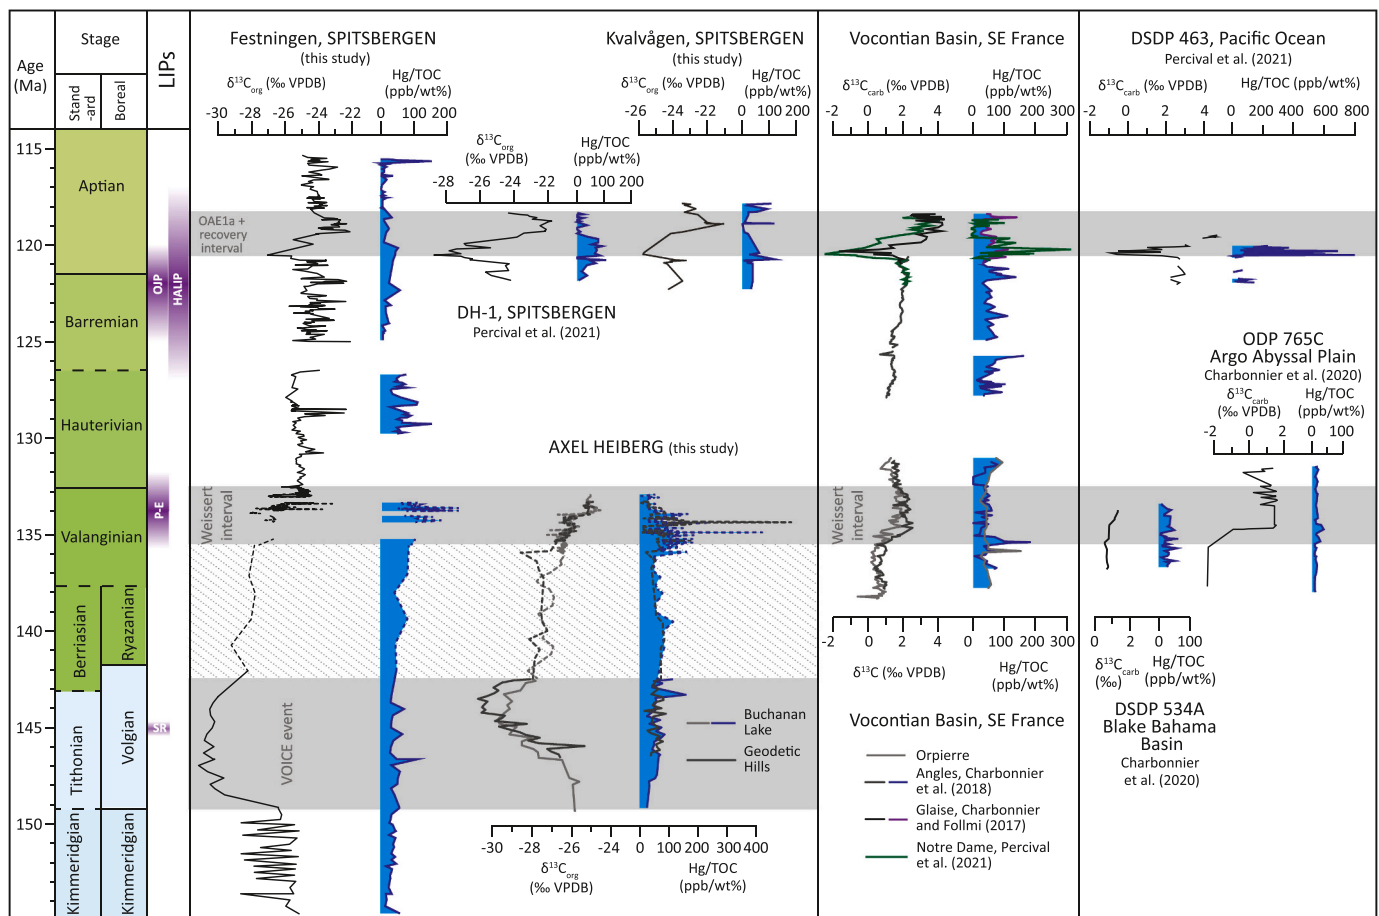 Age
(Ma)
Stage
Stand
-ard
Boreal
LIPs
115
120
125
130
135
140
145
150
Aptian
Barremian
Hauterivian
Valanginian
Berriasian
Ryazanian
Tithonian
Volgian
Kimmeridgian
Kimmeridgian
OJP
HALIP
P-E
SR
Festningen, SPITSBERGEN
(this study)
δ¹³Corg (‰ VPDB)
Hg/TOC
(ppb/wt%)
-30 -28 -26 -24 -22
0 100 200
OAE1a +
recovery
interval
Weissert
interval
VOICE event
δ¹³Corg
(‰ VPDB)
Hg/TOC
(ppb/wt%)
-28 -26 -24 -22
0 100 200
DH-1, SPITSBERGEN
Percival et al. (2021)
Kvalvågen, SPITSBERGEN
(this study)
δ¹³Corg (‰ VPDB)
Hg/TOC
(ppb/wt%)
-26 -24 -22
0 100 200
AXEL HEIBERG (this study)
Buchanan
Lake
Geodetic
Hills
-30 -28 -26 -24
δ¹³Corg
(‰ VPDB)
0 100 200 300 400
Hg/TOC
(ppb/wt%)
Vocontian Basin, SE France
δ¹³Ccarb (‰ VPDB)
Hg/TOC
(ppb/wt%)
-2 0 2 4
0 100 200 300
Weissert
interval
-2 0 2 4
δ¹³C (‰ VPDB)
0 100 200 300
Hg/TOC
(ppb/wt%)
Vocontian Basin, SE France
Orpierre
Angles, Charbonnier
et al. (2018)
Glaise, Charbonnier
and Follmi (2017)
Notre Dame, Percival
et al. (2021)
DSDP 463, Pacific Ocean
Percival et al. (2021)
δ¹³Ccarb (‰ VPDB)
Hg/TOC (ppb/wt%)
-2 0 2 4
0 200 400 600 800
ODP 765C
Argo Abyssal Plain
Charbonnier et al. (2020)
δ¹³Ccarb
(‰ VPDB)
Hg/TOC
(ppb/wt%)
-2 0 1 2
0 100
0 2
δ¹³Ccarb
(‰)
0 100
Hg/TOC
(ppb/wt%)
DSDP 534A
Blake Bahama
Basin
Charbonnier
et al. (2020)